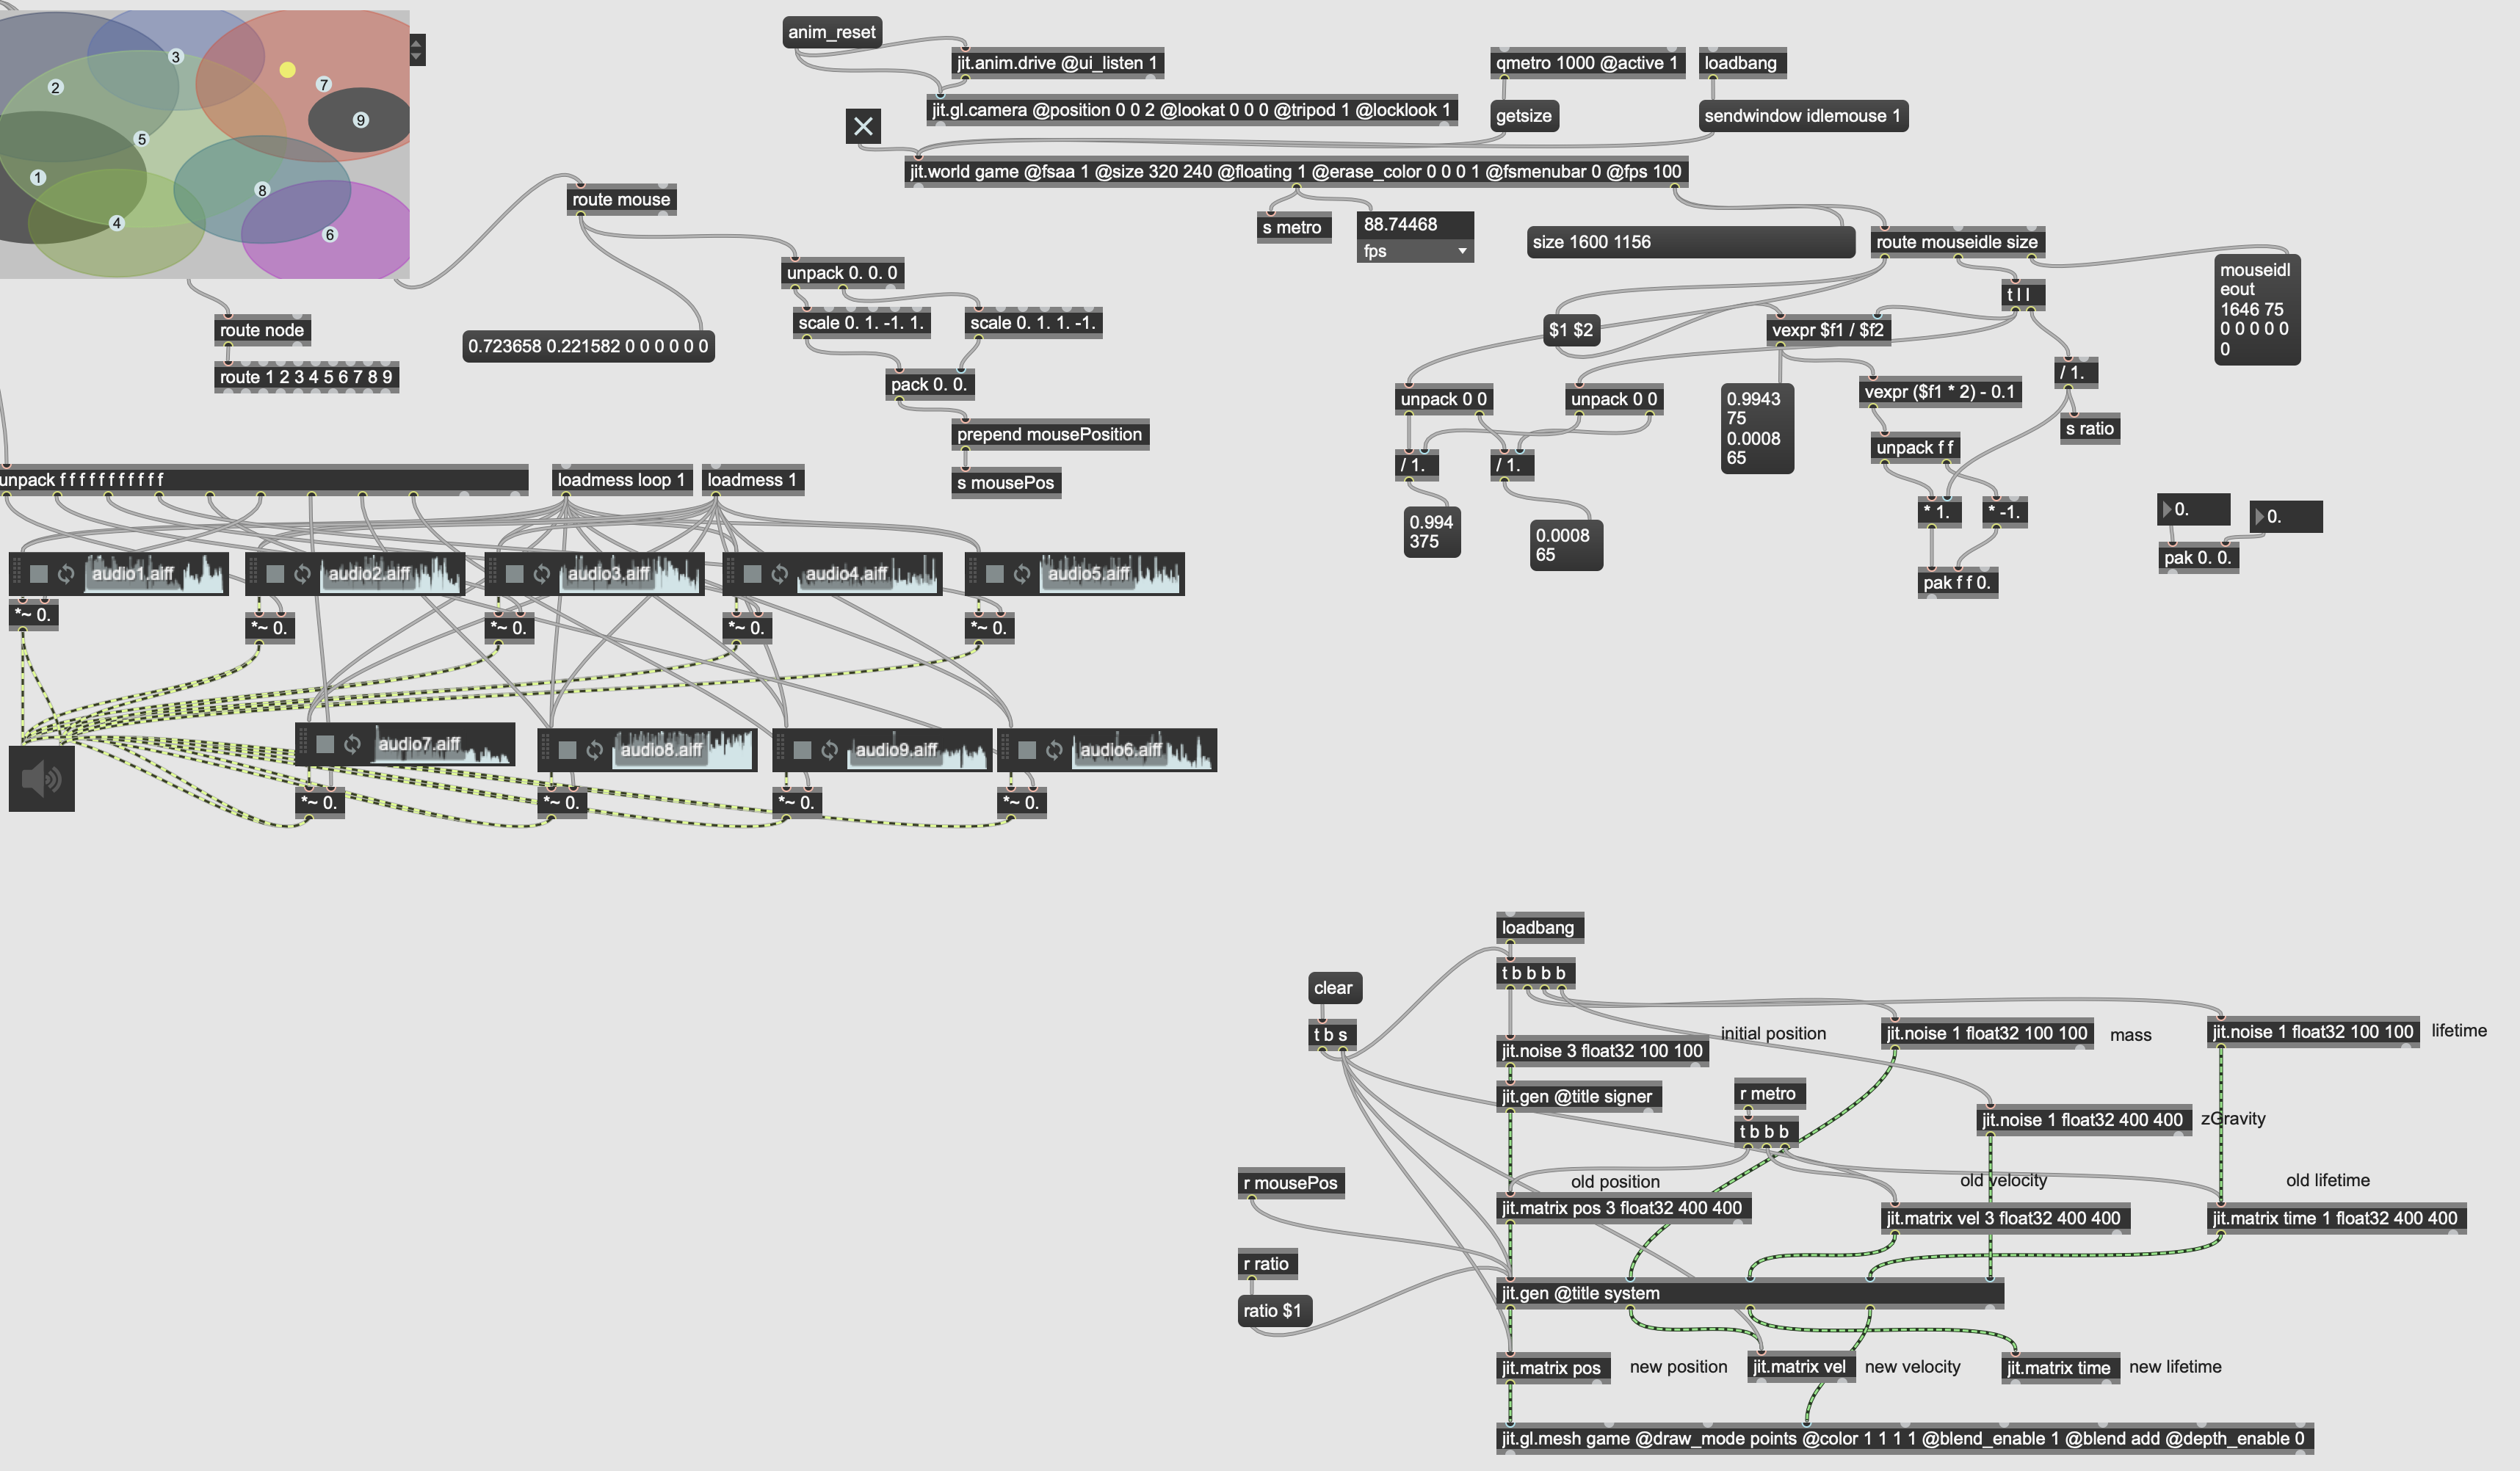 3
2
7
9
5
1
8
4
6
anim_reset
jit.anim.drive @ui_listen 1
jit.gl.camera @position 0 0 2 @lookat 0 0 0 @tripod 1 @locklook 1
qmetro 1000 @active 1
loadbang
getsize
sendwindow idlemouse 1
jit.world game @fsaa 1 @size 320 240 @floating 1 @erase_color 0 0 0 1 @fsmenubar 0 @fps 100
s metro
88.74468
fps
size 1600 1156
route mouseidle size
mouseidl
eout
1646 75
0 0 0 0 0
0
t l l
$1 $2
vexpr $f1 / $f2
/ 1.
s ratio
unpack 0 0
unpack 0 0
0.9943
75
0.0008
65
vexpr ($f1 * 2) - 0.1
unpack f f
/ 1.
/ 1.
0.994
375
0.0008
65
* 1.
* -1.
pak f f 0.
0.
0.
pak 0. 0.
route mouse
unpack 0. 0. 0
scale 0. 1. -1. 1.
scale 0. 1. 1. -1.
0.723658 0.221582 0 0 0 0 0 0
pack 0. 0.
prepend mousePosition
s mousePos
route node
route 1 2 3 4 5 6 7 8 9
unpack f f f f f f f f f f f
loadmess loop 1
loadmess 1
audio1.aiff
audio2.aiff
audio3.aiff
audio4.aiff
audio5.aiff
*~ 0.
*~ 0.
*~ 0.
*~ 0.
*~ 0.
audio7.aiff
audio8.aiff
audio9.aiff
audio6.aiff
*~ 0.
*~ 0.
*~ 0.
*~ 0.
loadbang
t b b b b
clear
t b s
jit.noise 3 float32 100 100
initial position
jit.noise 1 float32 100 100
mass
jit.noise 1 float32 100 100
lifetime
jit.gen @title signer
r metro
t b b b
jit.noise 1 float32 400 400
zGravity
r mousePos
old position
old velocity
old lifetime
jit.matrix pos 3 float32 400 400
jit.matrix vel 3 float32 400 400
jit.matrix time 1 float32 400 400
r ratio
ratio $1
jit.gen @title system
jit.matrix pos
new position
jit.matrix vel
new velocity
jit.matrix time
new lifetime
jit.gl.mesh game @draw_mode points @color 1 1 1 1 @blend_enable 1 @blend add @depth_enable 0